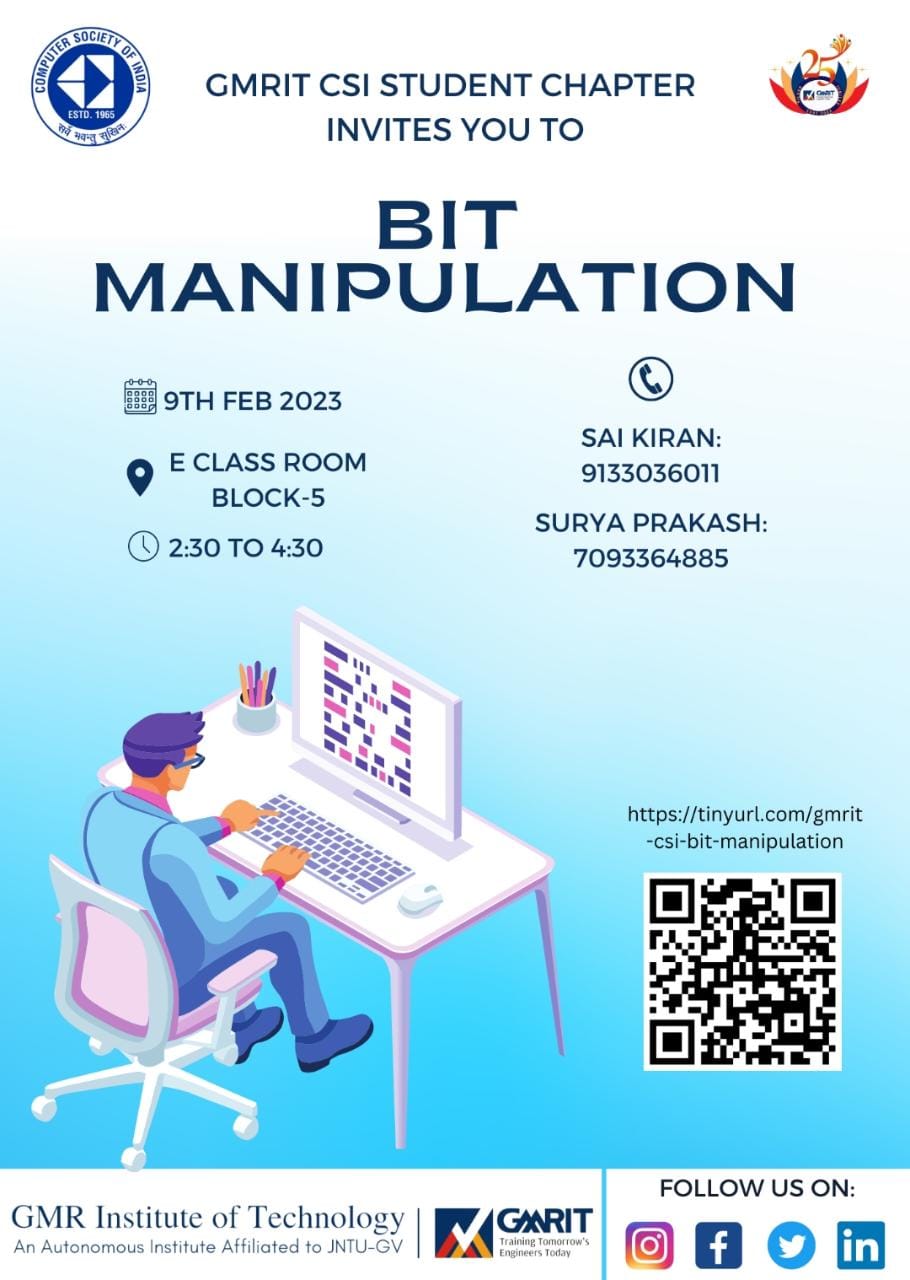 COMPUTER SOCIETY OF INDIA
ESTD. 1965
सर्वे भवन्तु सुखिनः
25
GMRIT
GMRIT CSI STUDENT CHAPTER
INVITES YOU TO
BIT
MANIPULATION
9TH FEB 2023
E CLASS ROOM
BLOCK-5
2:30 TO 4:30
SAI KIRAN:
9133036011
SURYA PRAKASH:
7093364885
https://tinyurl.com/gmrit
-csi-bit-manipulation
GMR Institute of Technology
An Autonomous Institute Affiliated to JNTU-GV
GMRIT
Training Tomorrow's
Engineers Today
FOLLOW US ON: